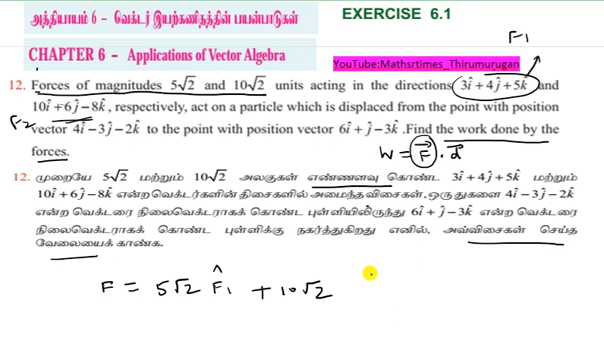 அத்தியாயம் 6 – வெக்டர் இயற்கணிதத்தின் பயன்பாடுகள்
EXERCISE 6.1
CHAPTER 6 – Applications of Vector Algebra
YouTube:Mathsrtimes_Thirumurugan
F1
12. Forces of magnitudes 5√2 and 10√2 units acting in the directions 3î+4ĵ+5k̂ and
10î+6ĵ−8k̂, respectively, act on a particle which is displaced from the point with position
F2
vector 4î−3ĵ−2k̂ to the point with position vector 6î+ĵ−3k̂. Find the work done by the
forces.
W = F⃗ . d⃗
12. முறையே 5√2 மற்றும் 10√2 அலகுகள் எண்ணளவு கொண்ட 3î+4ĵ+5k̂ மற்றும்
10î+6ĵ−8k̂ என்ற வெக்டர்களின் திசைகளில் அமைந்த விசைகள், ஒரு துகளை 4î−3ĵ−2k̂
என்ற வெக்டரை நிலைவெக்டராகக் கொண்ட புள்ளியிலிருந்து 6î+ĵ−3k̂ என்ற வெக்டரை
நிலைவெக்டராகக் கொண்ட புள்ளிக்கு நகர்த்துகிறது எனில், அவ்விசைகள் செய்த
வேலையைக் காண்க.
F = 5√2 F̂1 + 10√2